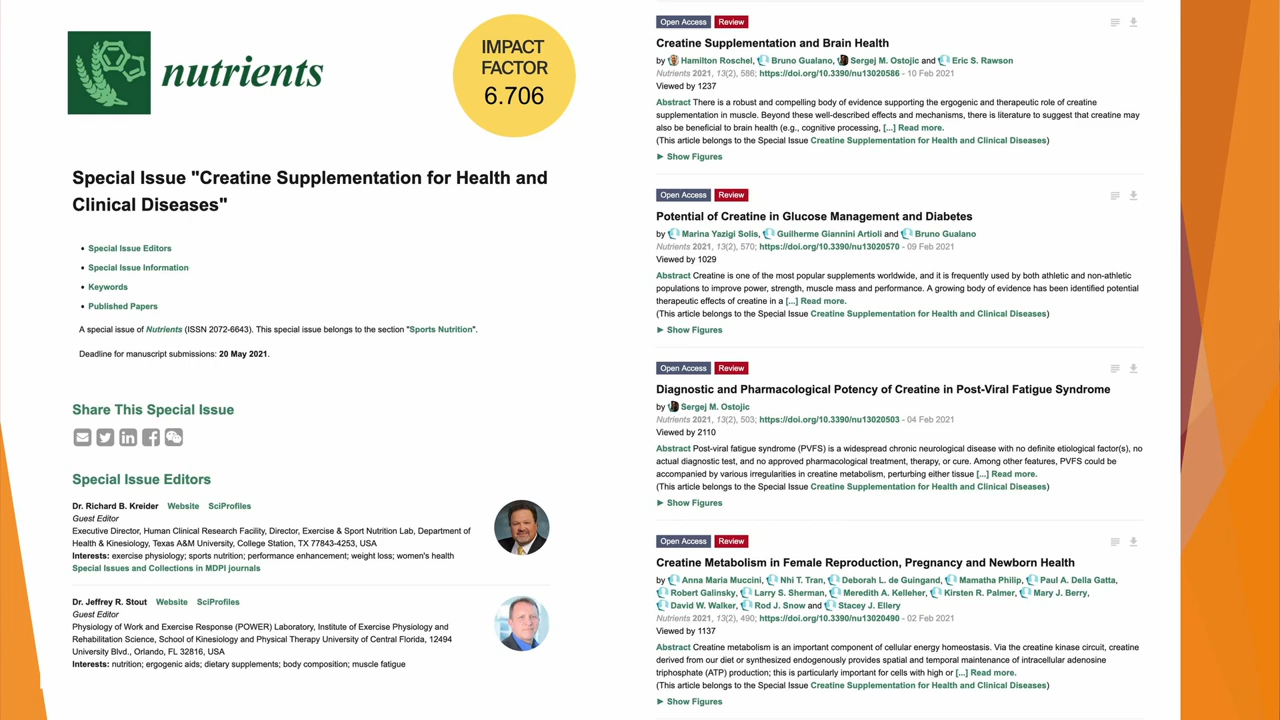 nutrients
IMPACT
FACTOR
6.706
Special Issue "Creatine Supplementation for Health and
Clinical Diseases"
• Special Issue Editors
• Special Issue Information
• Keywords
• Published Papers
A special issue of Nutrients (ISSN 2072-6643). This special issue belongs to the section "Sports Nutrition".
Deadline for manuscript submissions: 20 May 2021.
Share This Special Issue
Special Issue Editors
Dr. Richard B. Kreider Website SciProfiles
Guest Editor
Executive Director, Human Clinical Research Facility, Director, Exercise & Sport Nutrition Lab, Department of
Health & Kinesiology, Texas A&M University, College Station, TX 77843-4253, USA
Interests: exercise physiology; sports nutrition; performance enhancement; weight loss; women's health
Special Issues and Collections in MDPI journals
Dr. Jeffrey R. Stout Website SciProfiles
Guest Editor
Physiology of Work and Exercise Response (POWER) Laboratory, Institute of Exercise Physiology and
Rehabilitation Science, School of Kinesiology and Physical Therapy University of Central Florida, 12494
University Blvd., Orlando, FL 32816, USA
Interests: nutrition; ergogenic aids; dietary supplements; body composition; muscle fatigue
Open Access Review
Creatine Supplementation and Brain Health
by Hamilton Roschel, Bruno Gualano, Sergej M. Ostojic and Eric S. Rawson
Nutrients 2021, 13(2), 586; https://doi.org/10.3390/nu13020586 - 10 Feb 2021
Viewed by 1237
Abstract There is a robust and compelling body of evidence supporting the ergogenic and therapeutic role of creatine
supplementation in muscle. Beyond these well-described effects and mechanisms, there is literature to suggest that creatine may
also be beneficial to brain health (e.g., cognitive processing, [...] Read more.
(This article belongs to the Special Issue Creatine Supplementation for Health and Clinical Diseases)
► Show Figures
Open Access Review
Potential of Creatine in Glucose Management and Diabetes
by Marina Yazigi Solis, Guilherme Giannini Artioli and Bruno Gualano
Nutrients 2021, 13(2), 570; https://doi.org/10.3390/nu13020570 - 09 Feb 2021
Viewed by 1029
Abstract Creatine is one of the most popular supplements worldwide, and it is frequently used by both athletic and non-athletic
populations to improve power, strength, muscle mass and performance. A growing body of evidence has been identified potential
therapeutic effects of creatine in a [...] Read more.
(This article belongs to the Special Issue Creatine Supplementation for Health and Clinical Diseases)
► Show Figures
Open Access Review
Diagnostic and Pharmacological Potency of Creatine in Post-Viral Fatigue Syndrome
by Sergej M. Ostojic
Nutrients 2021, 13(2), 503; https://doi.org/10.3390/nu13020503 - 04 Feb 2021
Viewed by 2110
Abstract Post-viral fatigue syndrome (PVFS) is a widespread chronic neurological disease with no definite etiological factor(s), no
actual diagnostic test, and no approved pharmacological treatment, therapy, or cure. Among other features, PVFS could be
accompanied by various irregularities in creatine metabolism, perturbing either tissue [...] Read more.
(This article belongs to the Special Issue Creatine Supplementation for Health and Clinical Diseases)
► Show Figures
Open Access Review
Creatine Metabolism in Female Reproduction, Pregnancy and Newborn Health
by Anna Maria Muccini, Nhi T. Tran, Deborah L. de Guingand, Mamatha Philip, Paul A. Della Gatta,
Robert Galinsky, Larry S. Sherman, Meredith A. Kelleher, Kirsten R. Palmer, Mary J. Berry,
David W. Walker, Rod J. Snow and Stacey J. Ellery
Nutrients 2021, 13(2), 490; https://doi.org/10.3390/nu13020490 - 02 Feb 2021
Viewed by 1137
Abstract Creatine metabolism is an important component of cellular energy homeostasis. Via the creatine kinase circuit, creatine
derived from our diet or synthesized endogenously provides spatial and temporal maintenance of intracellular adenosine
triphosphate (ATP) production; this is particularly important for cells with high or [...] Read more.
(This article belongs to the Special Issue Creatine Supplementation for Health and Clinical Diseases)
► Show Figures